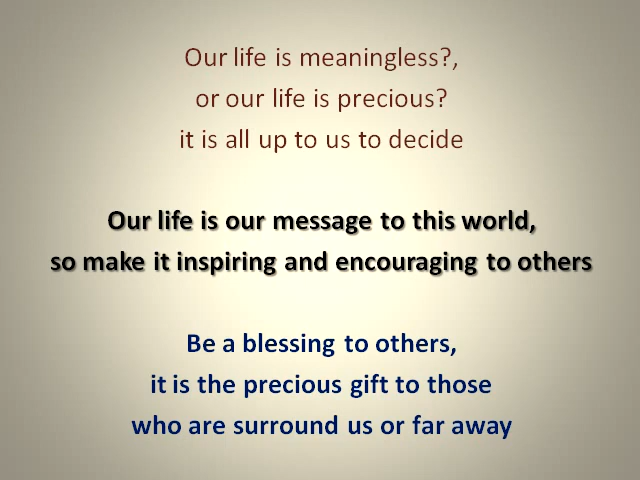 Our life is meaningless?,
or our life is precious?
it is all up to us to decide
Our life is our message to this world,
so make it inspiring and encouraging to others
Be a blessing to others,
it is the precious gift to those
who are surround us or far away